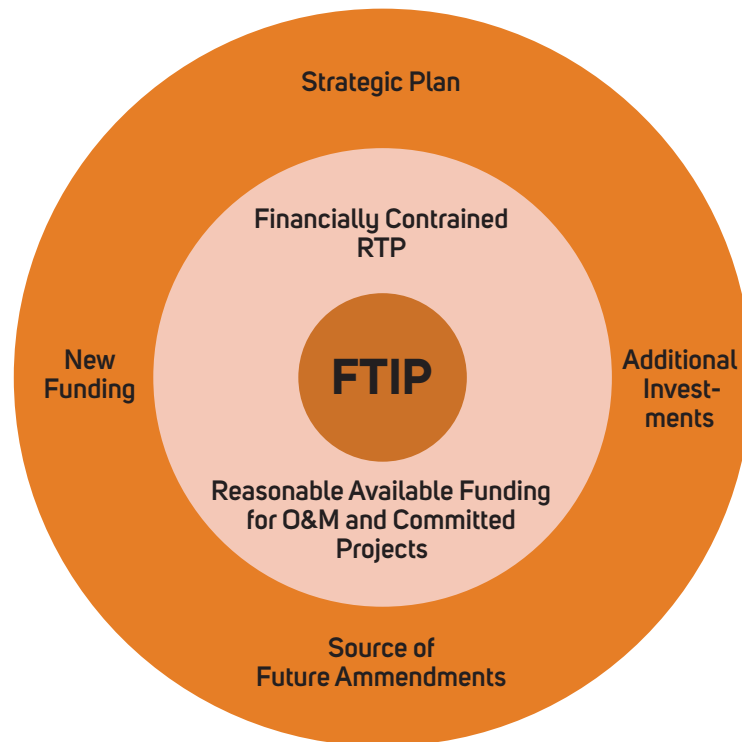 Strategic Plan
Financially Contrained
RTP
New
Funding
FTIP
Additional
Invest-
ments
Reasonable Available Funding
for O&M and Committed
Projects
Source of
Future Ammendments